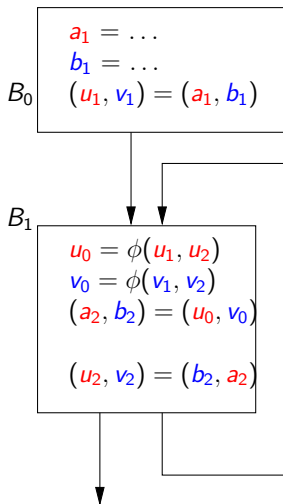 a₁ = …
b₁ = …
B₀
(u₁, v₁) = (a₁, b₁)
B₁
u₀ = ϕ(u₁, u₂)
v₀ = ϕ(v₁, v₂)
(a₂, b₂) = (u₀, v₀)
(u₂, v₂) = (b₂, a₂)